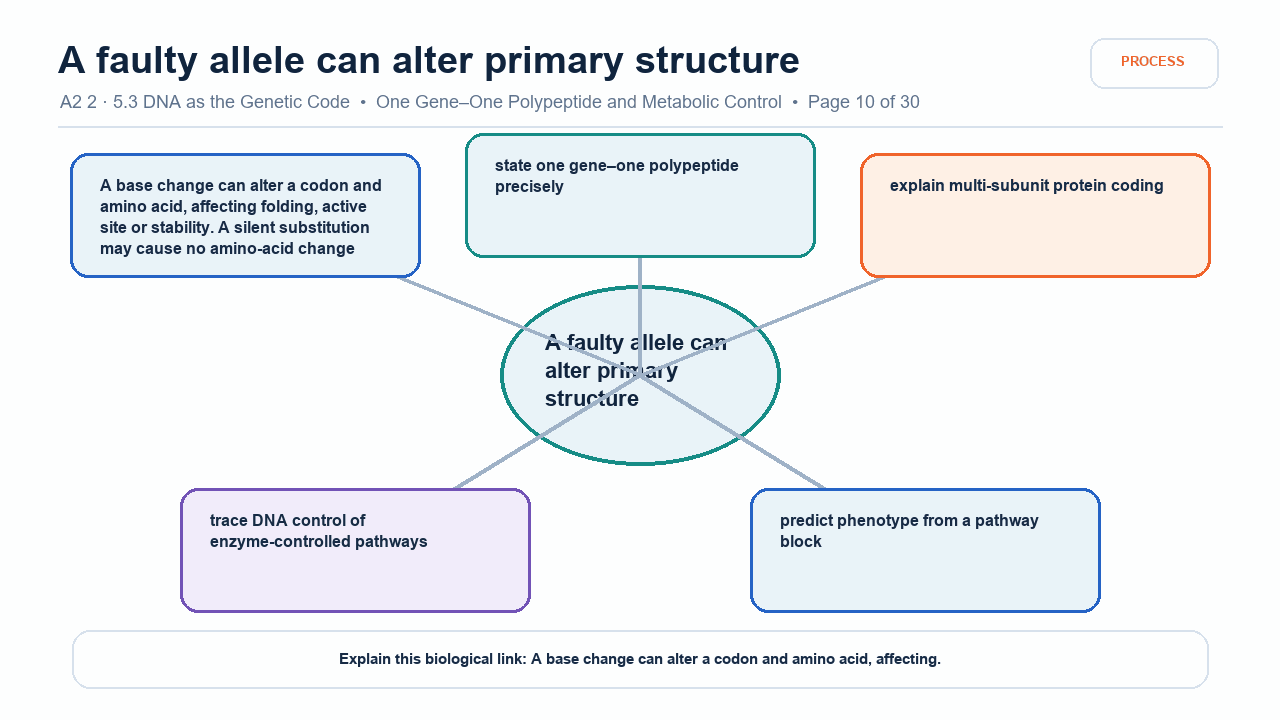 A faulty allele can alter primary structure
PROCESS
A2 2 · 5.3 DNA as the Genetic Code • One Gene–One Polypeptide and Metabolic Control • Page 10 of 30
A base change can alter a codon and
amino acid, affecting folding, active
site or stability. A silent substitution
may cause no amino-acid change
state one gene–one polypeptide
precisely
explain multi-subunit protein coding
A faulty allele can
alter primary
structure
trace DNA control of
enzyme-controlled pathways
predict phenotype from a pathway
block
Explain this biological link: A base change can alter a codon and amino acid, affecting.